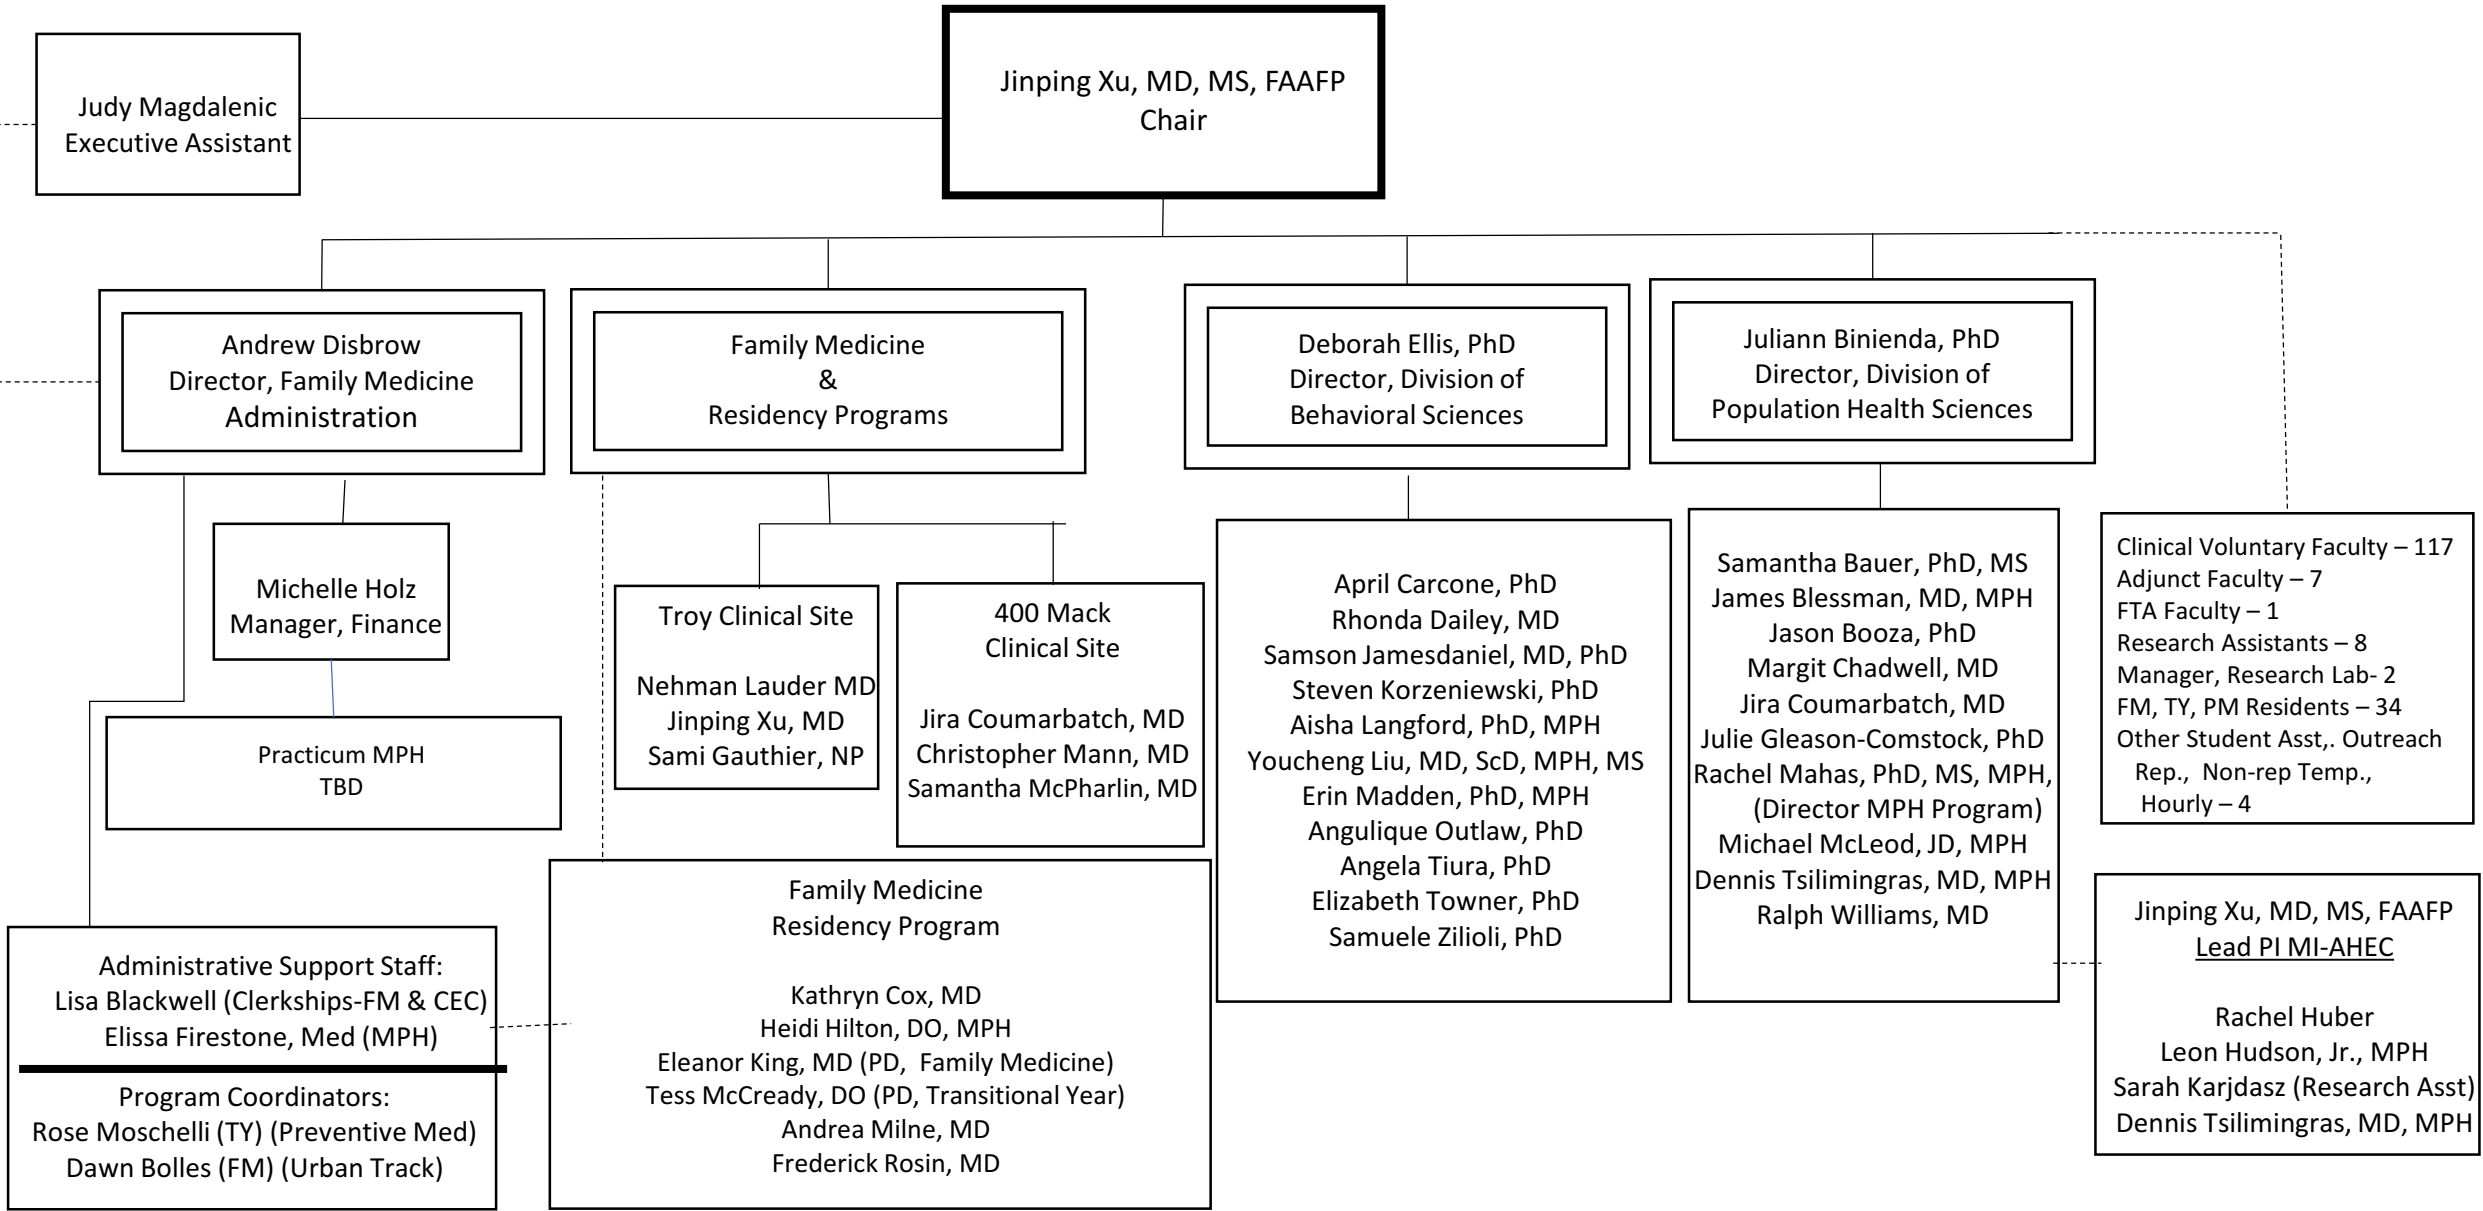 Judy Magdalenic
Executive Assistant
Jinping Xu, MD, MS, FAAFP
Chair
Andrew Disbrow
Director, Family Medicine
Administration
Family Medicine
&
Residency Programs
Deborah Ellis, PhD
Director, Division of
Behavioral Sciences
Juliann Binienda, PhD
Director, Division of
Population Health Sciences
Michelle Holz
Manager, Finance
Practicum MPH
TBD
Troy Clinical Site
Nehman Lauder MD
Jinping Xu, MD
Sami Gauthier, NP
400 Mack
Clinical Site
Jira Coumarbatch, MD
Christopher Mann, MD
Samantha McPharlin, MD
April Carcone, PhD
Rhonda Dailey, MD
Samson Jamesdaniel, MD, PhD
Steven Korzeniewski, PhD
Aisha Langford, PhD, MPH
Youcheng Liu, MD, ScD, MPH, MS
Erin Madden, PhD, MPH
Angulique Outlaw, PhD
Angela Tiura, PhD
Elizabeth Towner, PhD
Samuele Zilioli, PhD
Samantha Bauer, PhD, MS
James Blessman, MD, MPH
Jason Booza, PhD
Margit Chadwell, MD
Jira Coumarbatch, MD
Julie Gleason-Comstock, PhD
Rachel Mahas, PhD, MS, MPH,
(Director MPH Program)
Michael McLeod, JD, MPH
Dennis Tsilimingras, MD, MPH
Ralph Williams, MD
Clinical Voluntary Faculty – 117
Adjunct Faculty – 7
FTA Faculty – 1
Research Assistants – 8
Manager, Research Lab- 2
FM, TY, PM Residents – 34
Other Student Asst,. Outreach
Rep., Non-rep Temp.,
Hourly – 4
Administrative Support Staff:
Lisa Blackwell (Clerkships-FM & CEC)
Elissa Firestone, Med (MPH)
Program Coordinators:
Rose Moschelli (TY) (Preventive Med)
Dawn Bolles (FM) (Urban Track)
Family Medicine
Residency Program
Kathryn Cox, MD
Heidi Hilton, DO, MPH
Eleanor King, MD (PD, Family Medicine)
Tess McCready, DO (PD, Transitional Year)
Andrea Milne, MD
Frederick Rosin, MD
Jinping Xu, MD, MS, FAAFP
Lead PI MI-AHEC
Rachel Huber
Leon Hudson, Jr., MPH
Sarah Karjdasz (Research Asst)
Dennis Tsilimingras, MD, MPH